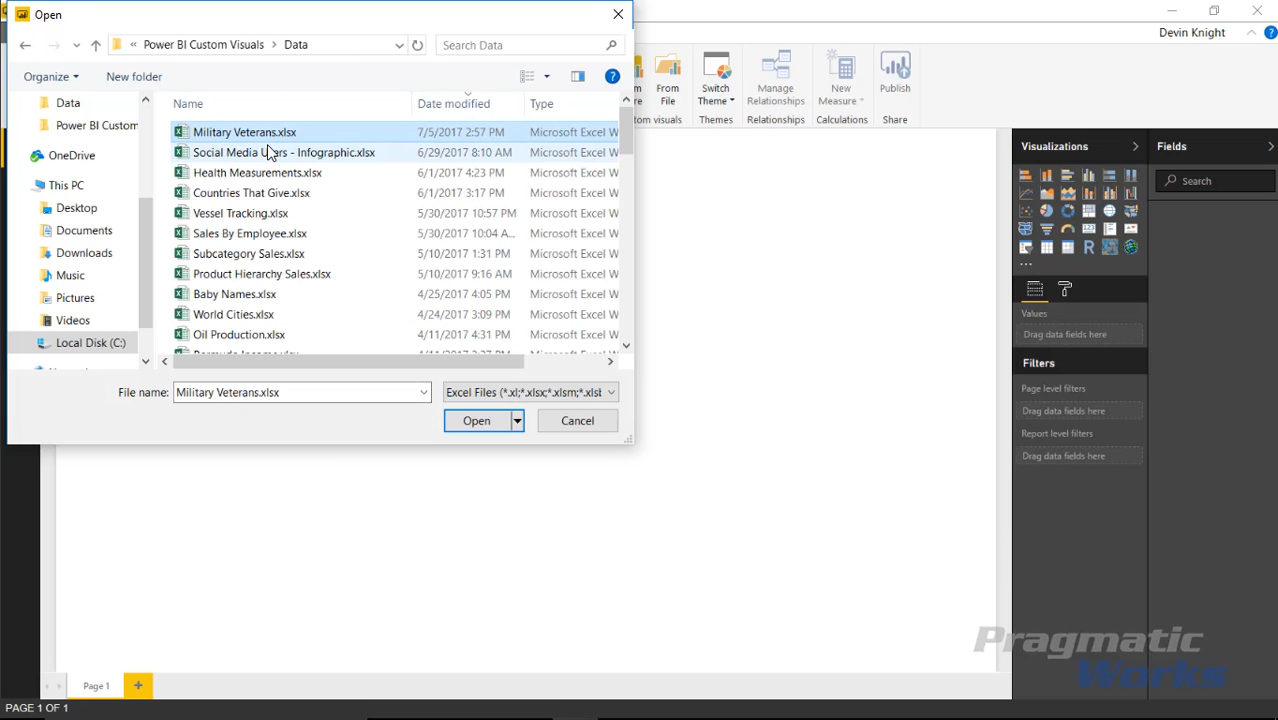 Open
Devin Knight
« Power BI Custom Visuals > Data
Search Data
Organize
New folder
From File
Switch Theme
Manage Relationships
New Measure
Publish
Themes
Relationships
Calculations
Share
Data
Power BI Custom
OneDrive
This PC
Desktop
Documents
Downloads
Music
Pictures
Videos
Local Disk (C:)
Name
Date modified
Type
Military Veterans.xlsx 7/5/2017 2:57 PM Microsoft Excel W
Social Media Users - Infographic.xlsx 6/29/2017 8:10 AM Microsoft Excel W
Health Measurements.xlsx 6/1/2017 4:23 PM Microsoft Excel W
Countries That Give.xlsx 6/1/2017 3:17 PM Microsoft Excel W
Vessel Tracking.xlsx 5/30/2017 10:57 PM Microsoft Excel W
Sales By Employee.xlsx 5/30/2017 10:04 A... Microsoft Excel W
Subcategory Sales.xlsx 5/10/2017 1:31 PM Microsoft Excel W
Product Hierarchy Sales.xlsx 5/10/2017 9:16 AM Microsoft Excel W
Baby Names.xlsx 4/25/2017 4:05 PM Microsoft Excel W
World Cities.xlsx 4/24/2017 3:09 PM Microsoft Excel W
Oil Production.xlsx 4/11/2017 4:31 PM Microsoft Excel W
File name: Military Veterans.xlsx
Excel Files (*.xl;*.xlsx;*.xlsm;*.xlsb
Open
Cancel
Visualizations
Fields
Search
Values
Drag data fields here
Filters
Page level filters
Drag data fields here
Report level filters
Drag data fields here
Pragmatic
Works
Page 1
PAGE 1 OF 1